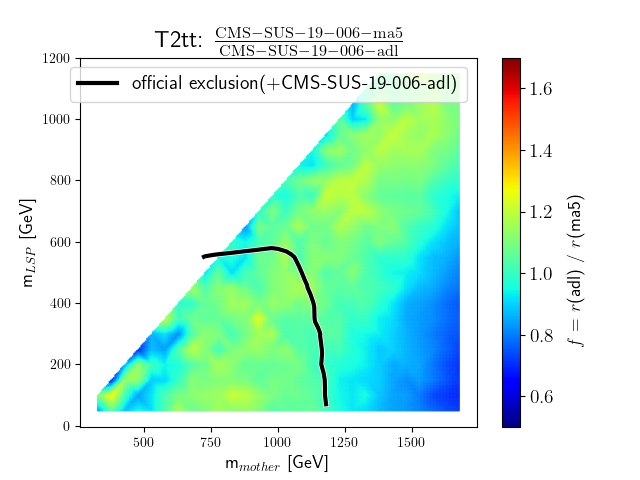 T2tt: CMS−SUS−19−006−ma5
CMS−SUS−19−006−adl
official exclusion(+CMS-SUS-19-006-adl)
1200
1000
800
600
400
200
0
m_LSP [GeV]
500 750 1000 1250 1500
m_mother [GeV]
1.6
1.4
1.2
1.0
0.8
0.6
f = r(adl) / r(ma5)